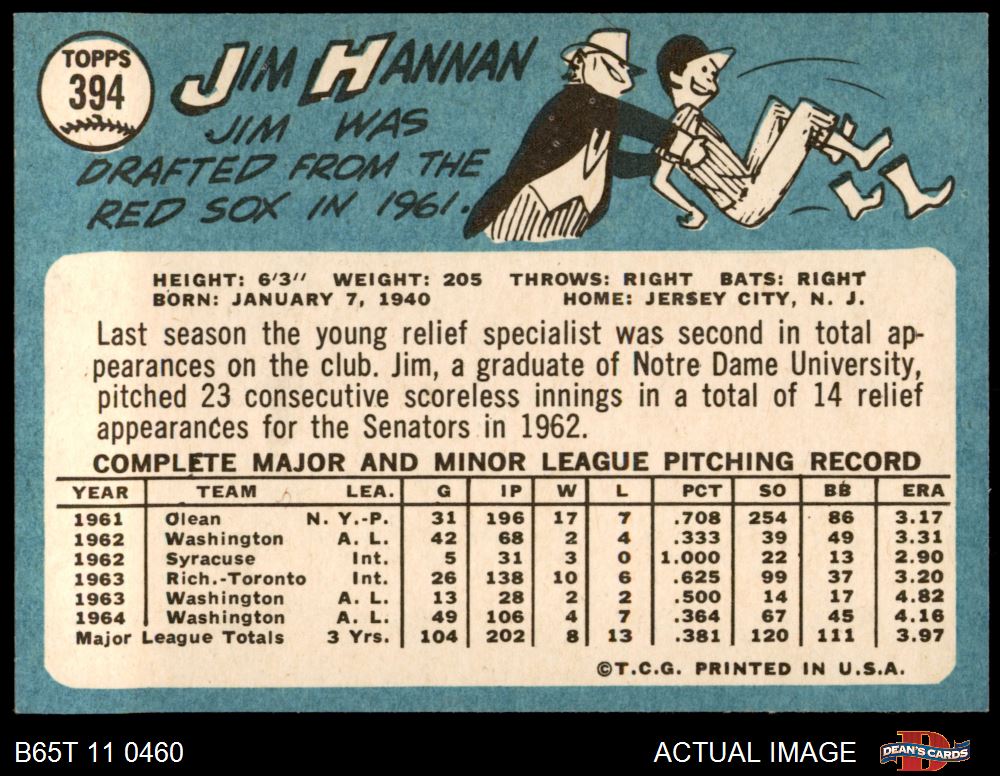 TOPPS
394
JIM HANNAN
JIM WAS
DRAFTED FROM THE
RED SOX IN 1961.
HEIGHT: 6'3" WEIGHT: 205 THROWS: RIGHT BATS: RIGHT
BORN: JANUARY 7, 1940 HOME: JERSEY CITY, N. J.
Last season the young relief specialist was second in total ap-
pearances on the club. Jim, a graduate of Notre Dame University,
pitched 23 consecutive scoreless innings in a total of 14 relief
appearances for the Senators in 1962.
COMPLETE MAJOR AND MINOR LEAGUE PITCHING RECORD
YEAR TEAM LEA. G IP W L PCT SO BB ERA
1961 Olean N. Y.-P. 31 196 17 7 .708 254 86 3.17
1962 Washington A. L. 42 68 2 4 .333 39 49 3.31
1962 Syracuse Int. 5 31 3 0 1.000 22 13 2.90
1963 Rich.-Toronto Int. 26 138 10 6 .625 99 37 3.20
1963 Washington A. L. 13 28 2 2 .500 14 17 4.82
1964 Washington A. L. 49 106 4 7 .364 67 45 4.16
Major League Totals 3 Yrs. 104 202 8 13 .381 120 111 3.97
©T.C.G. PRINTED IN U.S.A.
B65T 11 0460 ACTUAL IMAGE
D
DEAN'S CARDS